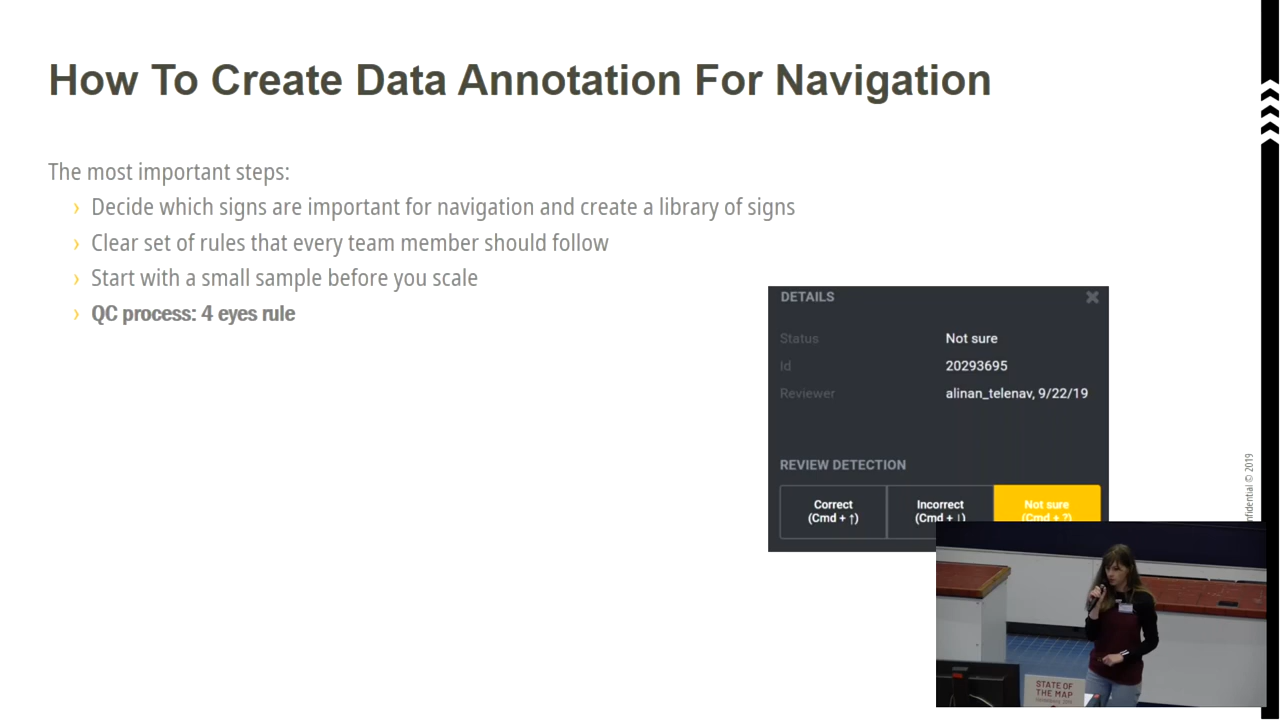 How To Create Data Annotation For Navigation
The most important steps:
› Decide which signs are important for navigation and create a library of signs
› Clear set of rules that every team member should follow
› Start with a small sample before you scale
› QC process: 4 eyes rule
DETAILS
Status Not sure
Id 20293695
Reviewer alinan_telenav, 9/22/19
REVIEW DETECTION
Correct Incorrect Not sure
(Cmd + ↑) (Cmd + ↓) (Cmd + ?)
© 2019
STATE OF
THE MAP